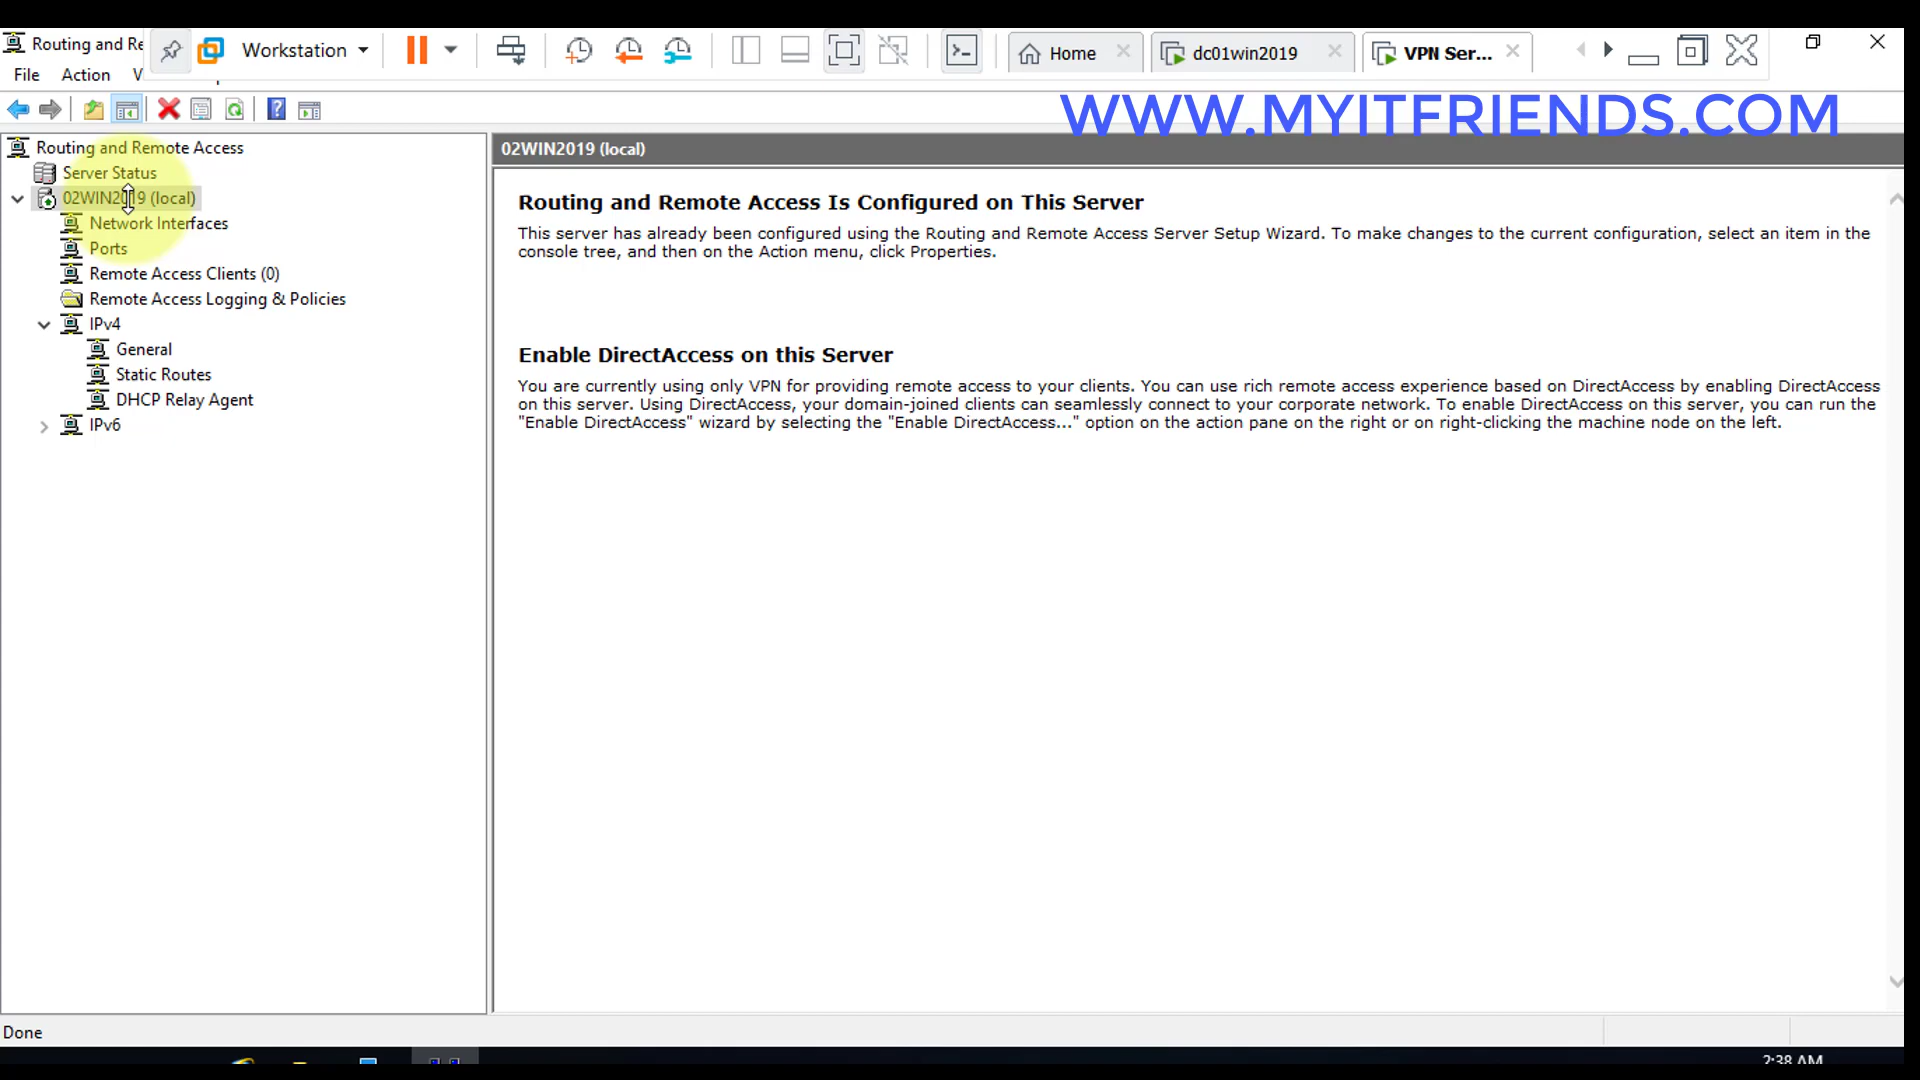 Routing and Re
Workstation
Home
dc01win2019
VPN Ser...
File
Action
V
WWW.MYITFRIENDS.COM
Routing and Remote Access
Server Status
02WIN2019 (local)
Network Interfaces
Ports
Remote Access Clients (0)
Remote Access Logging & Policies
IPv4
General
Static Routes
DHCP Relay Agent
IPv6
02WIN2019 (local)
Routing and Remote Access Is Configured on This Server
This server has already been configured using the Routing and Remote Access Server Setup Wizard. To make changes to the current configuration, select an item in the
console tree, and then on the Action menu, click Properties.
Enable DirectAccess on this Server
You are currently using only VPN for providing remote access to your clients. You can use rich remote access experience based on DirectAccess by enabling DirectAccess
on this server. Using DirectAccess, your domain-joined clients can seamlessly connect to your corporate network. To enable DirectAccess on this server, you can run the
"Enable DirectAccess" wizard by selecting the "Enable DirectAccess..." option on the action pane on the right or on right-clicking the machine node on the left.
Done
2:38 AM